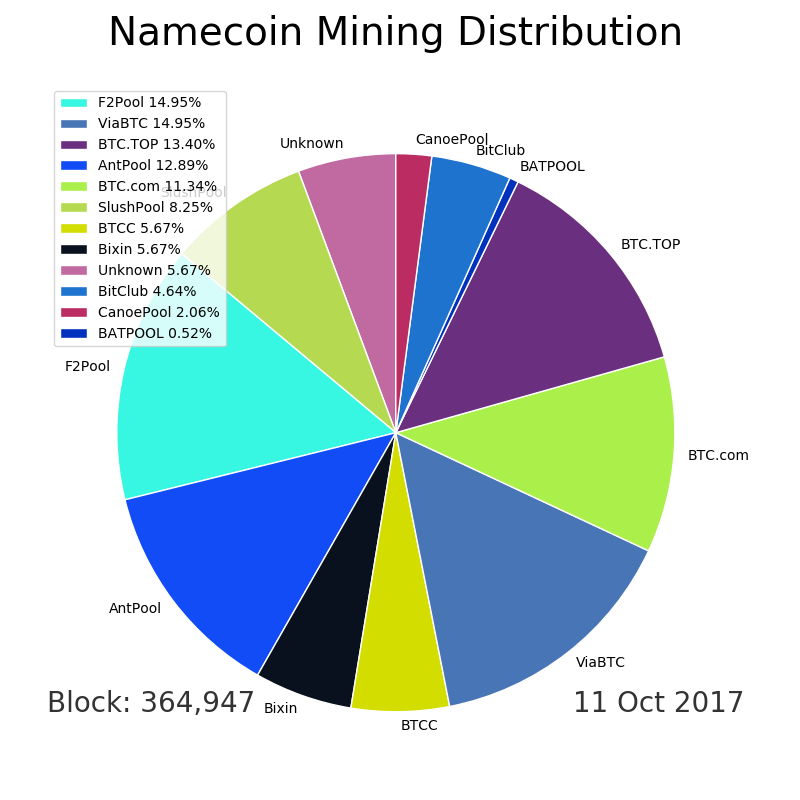 Namecoin Mining Distribution
F2Pool 14.95%
ViaBTC 14.95%
BTC.TOP 13.40%
AntPool 12.89%
BTC.com 11.34%
SlushPool 8.25%
BTCC 5.67%
Bixin 5.67%
Unknown 5.67%
BitClub 4.64%
CanoePool 2.06%
BATPOOL 0.52%
Unknown
CanoePool
BitClub
BATPOOL
SlushPool
BTC.TOP
F2Pool
BTC.com
AntPool
ViaBTC
Bixin
BTCC
Block: 364,947
11 Oct 2017